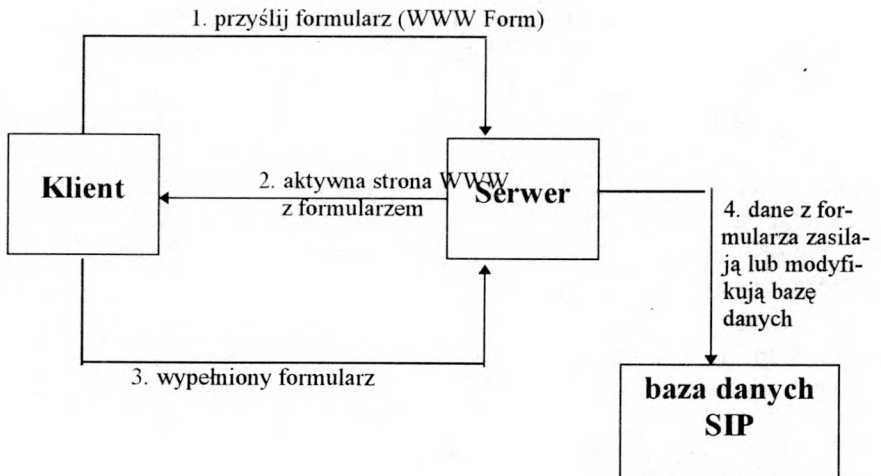 1. przyślij formularz (WWW Form)
Klient
2. aktywna strona WWW
z formularzem
Serwer
4. dane z for-
mularza zasila-
ją lub modyfi-
kują bazę
danych
3. wypełniony formularz
baza danych
SIP